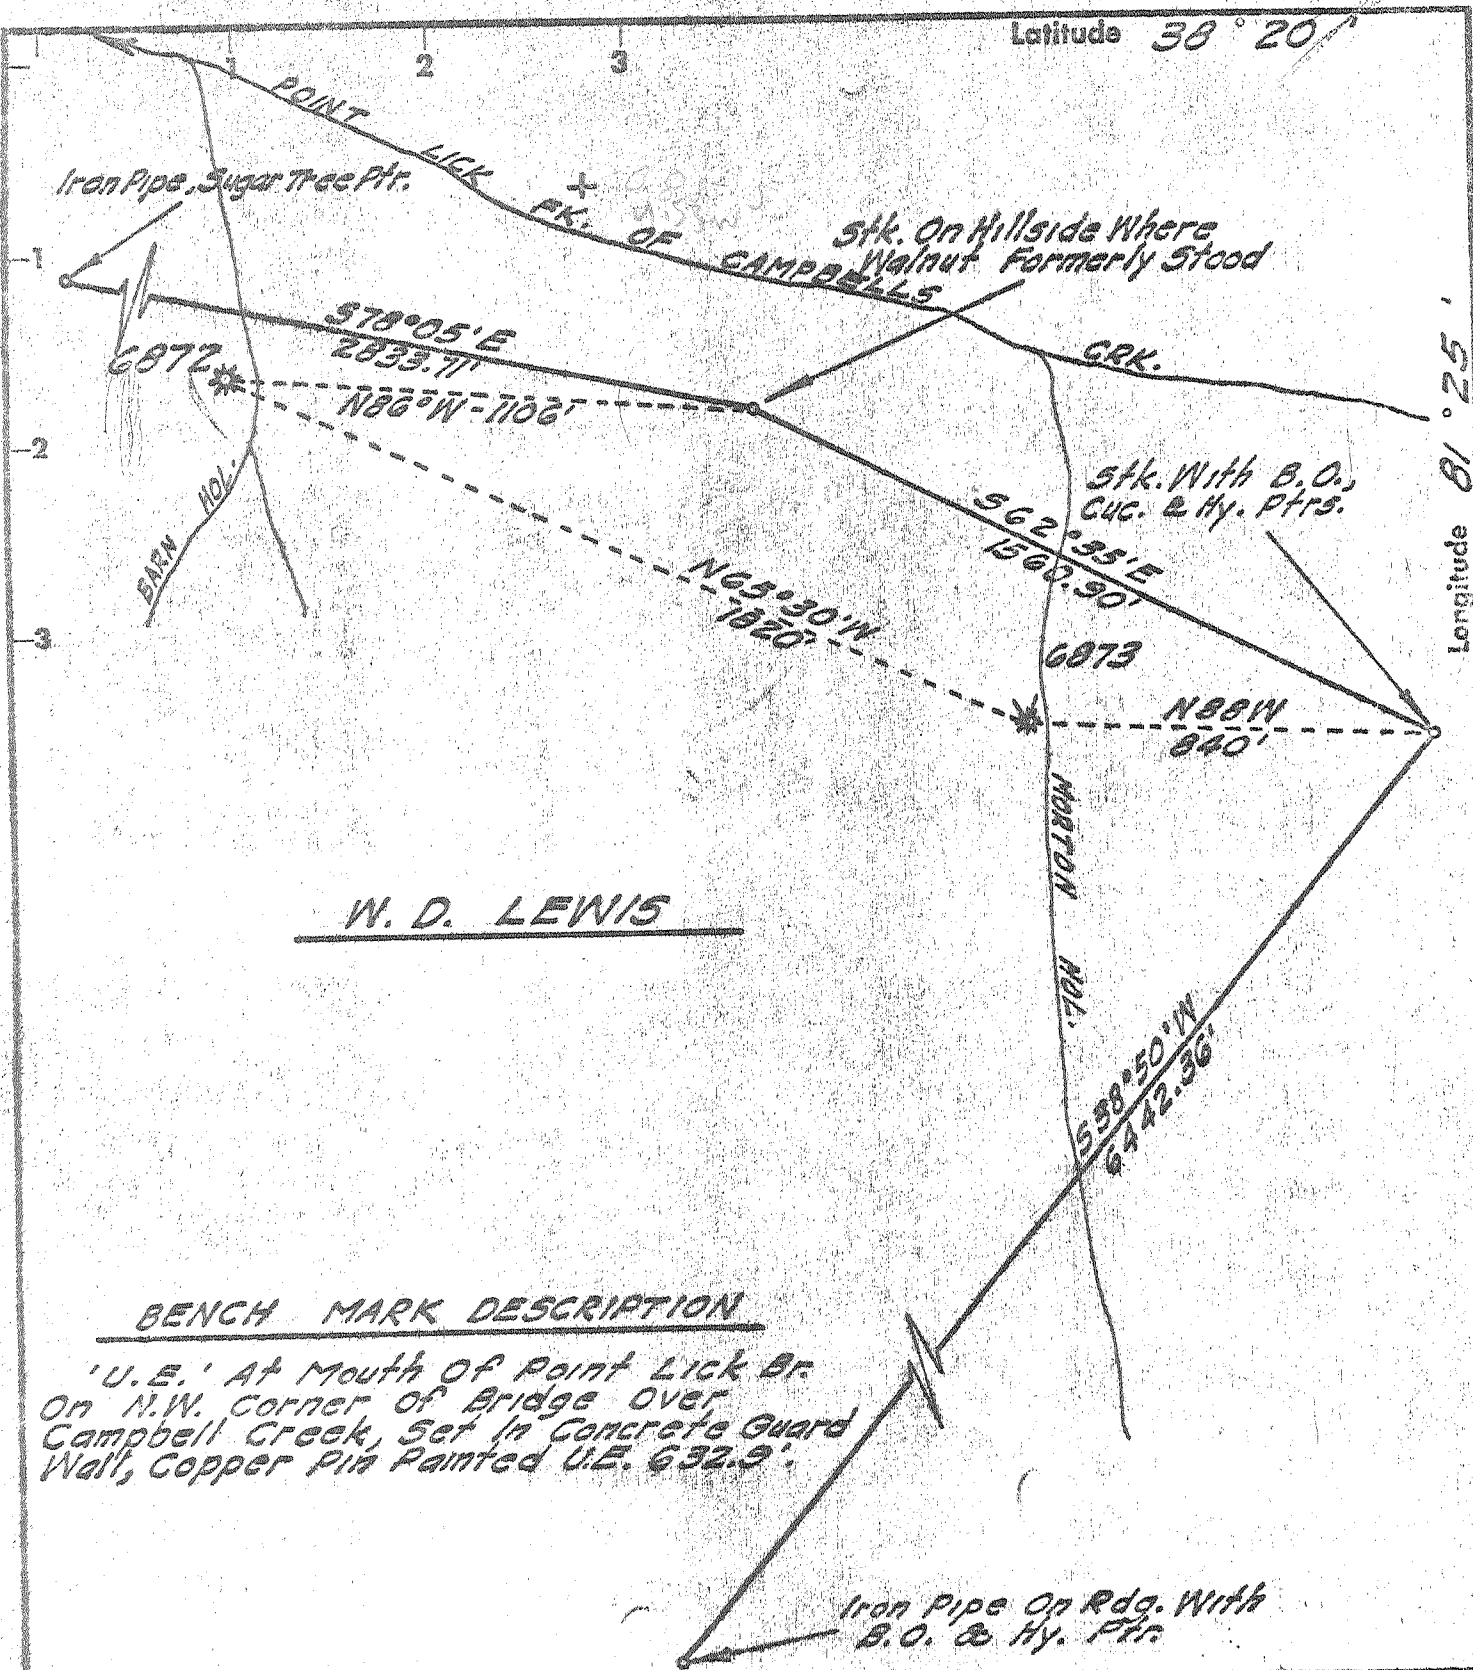 Latitude 38° 20'
1 2 3
POINT LICK FK. OF CAMPBELLS CRK.
Iron Pipe, Sugar Tree Ptr.
Stk. On Hillside Where
Walnut Formerly Stood
-1
S78°05'E
2833.71'
6872
N86°W-1106'
Longitude 81° 25'
-2
Stk. With B.O.,
Cuc. & Hy. Ptrs.
BARN HOL.
S62°35'E
1560.90'
N65°30'W
1820'
-3
6873
N88W
840'
MORTON HOL.
W. D. LEWIS
S38°50'W
6442.36'
BENCH MARK DESCRIPTION
'U.E.' At Mouth Of Point Lick Br.
On N.W. Corner Of Bridge Over
Campbell Creek, Set In Concrete Guard
Wall, Copper Pin Painted U.E. 632.9'.
Iron Pipe On Rdg. With
B.O. & Hy. Ptr.